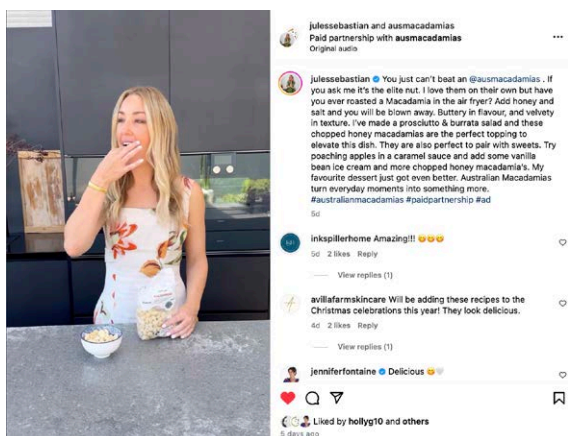 julessebastian and ausmacadamias
Paid partnership with ausmacadamias
Original audio
julessebastian You just can't beat an @ausmacadamias . If
you ask me it's the elite nut. I love them on their own but have
you ever roasted a Macadamia in the air fryer? Add honey and
salt and you will be blown away. Buttery in flavour, and velvety
in texture. I've made a prosciutto & burrata salad and these
chopped honey macadamias are the perfect topping to
elevate this dish. They are also perfect to pair with sweets. Try
poaching apples in a caramel sauce and add some vanilla
bean ice cream and more chopped honey macadamia's. My
favourite dessert just got even better. Australian Macadamias
turn everyday moments into something more.
#australianmacadamias #paidpartnership #ad
5d
inkspillerhome Amazing!!! 😋😋😋
5d 2 likes Reply
View replies (1)
avillafarmskincare Will be adding these recipes to the
Christmas celebrations this year! They look delicious.
4d 2 likes Reply
View replies (1)
jenniferfontaine Delicious 😋🤍
Liked by hollyg10 and others
5 days ago